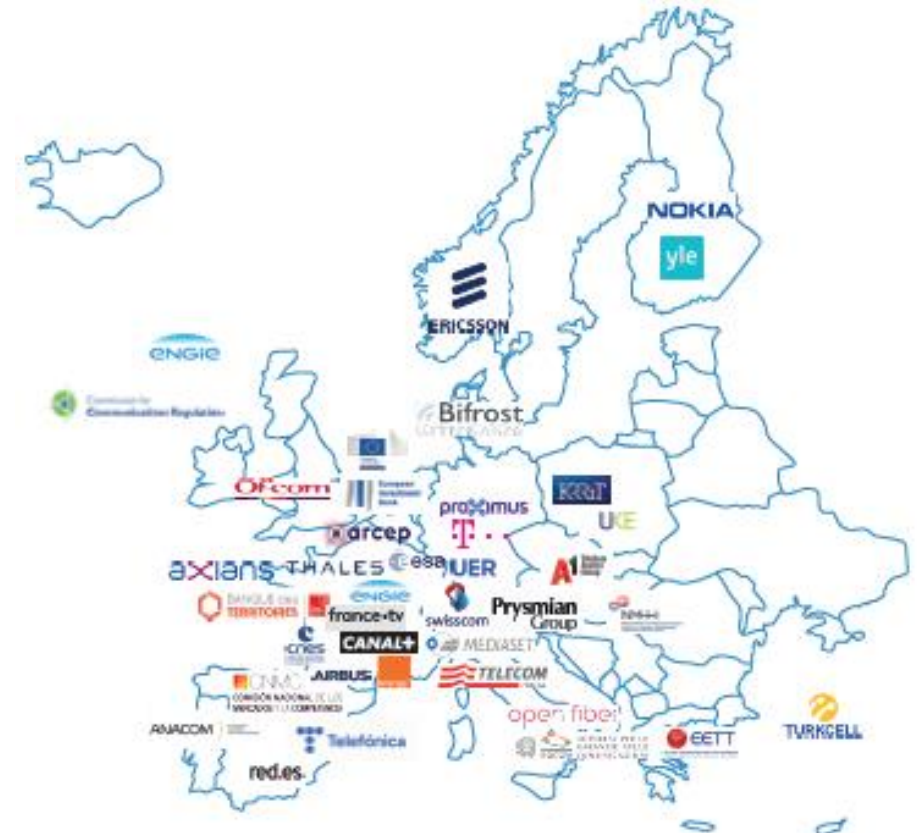 NOKIA
yle
ERICSSON
ENGIE
Commission for
Communication Regulation
Bifrost
Ofcom
European
Investment
Bank
proximus
T
UKE
arcep
axians
THALES
esa
UER
A1
BANQUE DES
TERRITOIRES
ENGIE
france•tv
swisscom
Prysmian
Group
cnes
CANAL+
MEDIASET
CNMC
COMISIÓN NACIONAL DE LOS
MERCADOS Y LA COMPETENCIA
AIRBUS
TELECOM
open fiber
ANACOM
Telefónica
EETT
TURKCELL
red.es